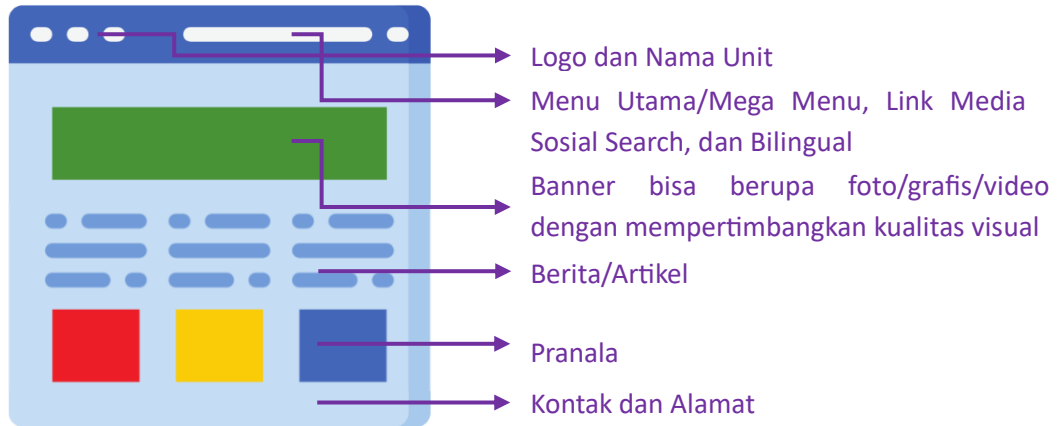 Logo dan Nama Unit
Menu Utama/Mega Menu, Link Media
Sosial Search, dan Bilingual
Banner bisa berupa foto/grafis/video
dengan mempertimbangkan kualitas visual
Berita/Artikel
Pranala
Kontak dan Alamat